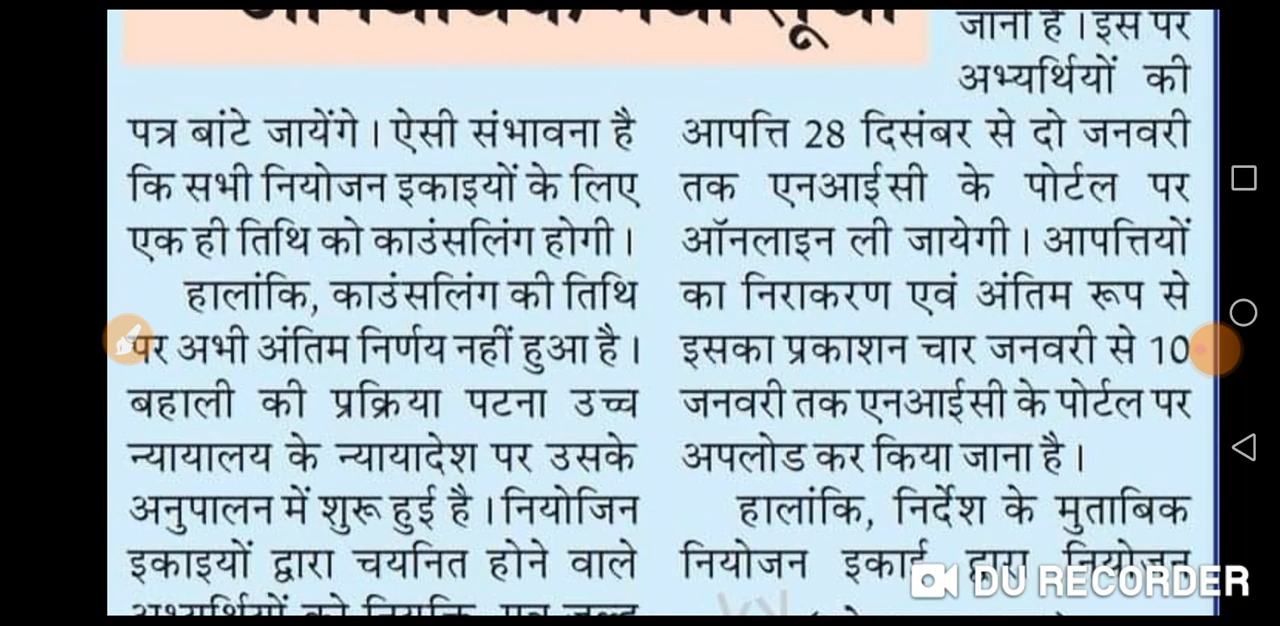 पत्र बांटे जायेंगे। ऐसी संभावना है
कि सभी नियोजन इकाइयों के लिए
एक ही तिथि को काउंसलिंग होगी।
हालांकि, काउंसलिंग की तिथि
पर अभी अंतिम निर्णय नहीं हुआ है।
बहाली की प्रक्रिया पटना उच्च
न्यायालय के न्यायादेश पर उसके
अनुपालन में शुरू हुई है। नियोजिन
इकाइयों द्वारा चयनित होने वाले
जाना है। इस पर
अभ्यर्थियों की
आपत्ति 28 दिसंबर से दो जनवरी
तक एनआईसी के पोर्टल पर
ऑनलाइन ली जायेगी। आपत्तियों
का निराकरण एवं अंतिम रूप से
इसका प्रकाशन चार जनवरी से 10
जनवरी तक एनआईसी के पोर्टल पर
अपलोड कर किया जाना है।
हालांकि, निर्देश के मुताबिक
नियोजन इकाई द्वारा नियोजन
DU RECORDER